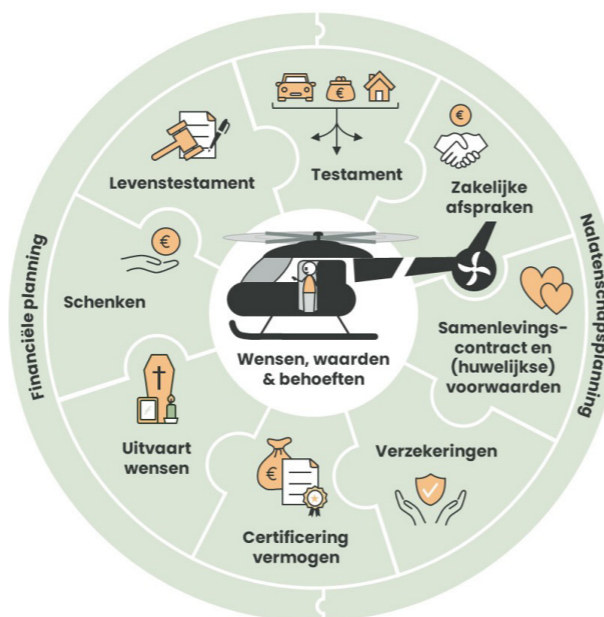 Financiële planning
Nalatenschapsplanning
Levenstestament
Testament
Zakelijke
afspraken
Schenken
Wensen, waarden
& behoeften
Samenlevings-
contract en
(huwelijkse)
voorwaarden
Uitvaart
wensen
Certificering
vermogen
Verzekeringen
€
€
€
€